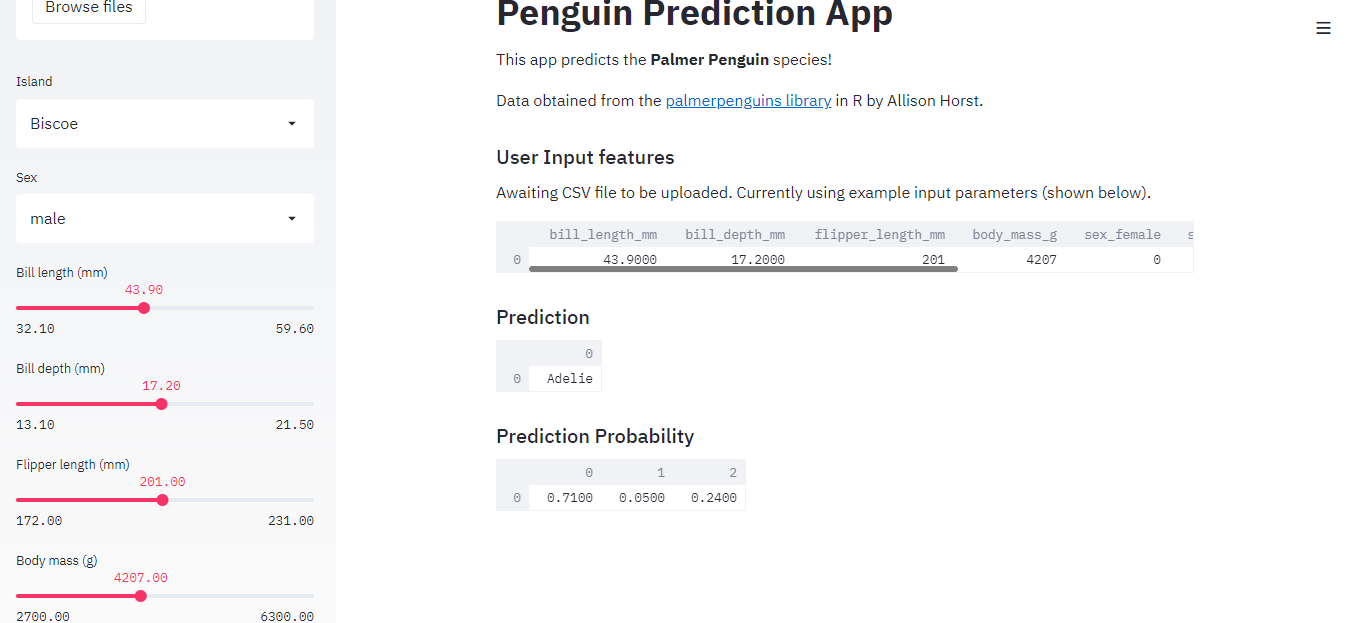 Browse files
Island
Biscoe
Sex
male
Bill length (mm)
43.90
32.10 59.60
Bill depth (mm)
17.20
13.10 21.50
Flipper length (mm)
201.00
172.00 231.00
Body mass (g)
4207.00
2700.00 6300.00
Penguin Prediction App
This app predicts the Palmer Penguin species!
Data obtained from the palmerpenguins library in R by Allison Horst.
User Input features
Awaiting CSV file to be uploaded. Currently using example input parameters (shown below).
bill_length_mm bill_depth_mm flipper_length_mm body_mass_g sex_female
0 43.9000 17.2000 201 4207 0
Prediction
0
0 Adelie
Prediction Probability
0 1 2
0 0.7100 0.0500 0.2400